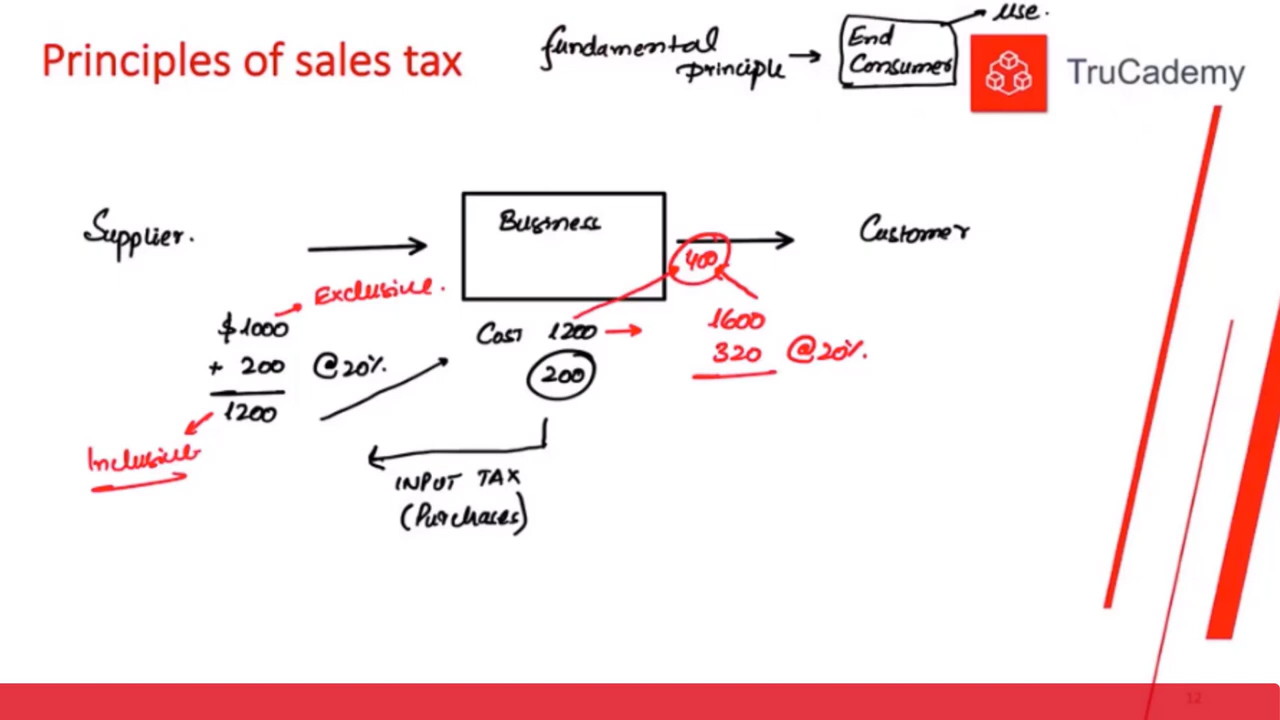 Principles of sales tax
fundamental
principle
End
Consumer
use.
TruCademy
Supplier.
Business
Customer
400
Exclusive.
$1000
+ 200 @20%.
1200
Inclusive
Cost 1200
200
1600
320 @20%.
INPUT TAX
(Purchases)
12